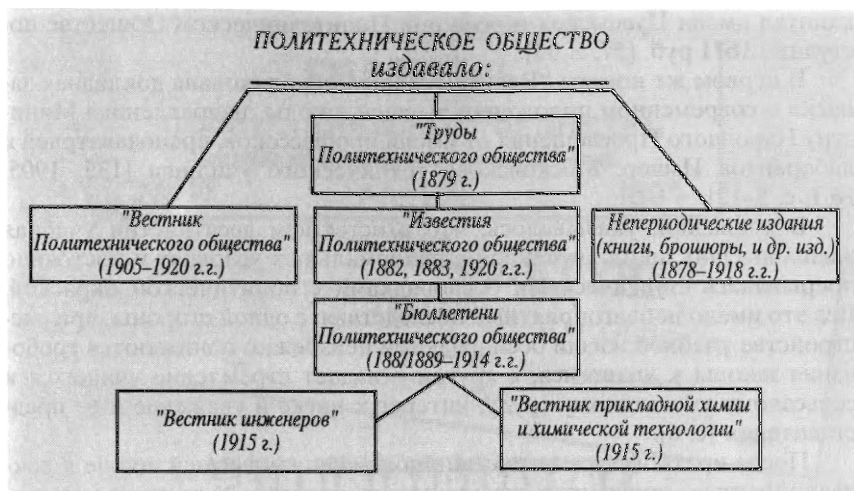 ПОЛИТЕХНИЧЕСКОЕ ОБЩЕСТВО
издавало:
"Труды
Политехнического общества"
(1879 г.)
"Вестник
Политехнического общества"
(1905–1920 г.г.)
"Известия
Политехнического общества"
(1882, 1883, 1920 г.г.)
Непериодические издания
(книги, брошюры, и др. изд.)
(1878–1918 г.г.)
"Бюллетени
Политехнического общества"
(188/1889–1914 г.г.)
"Вестник инженеров"
(1915 г.)
"Вестник прикладной химии
и химической технологии"
(1915 г.)